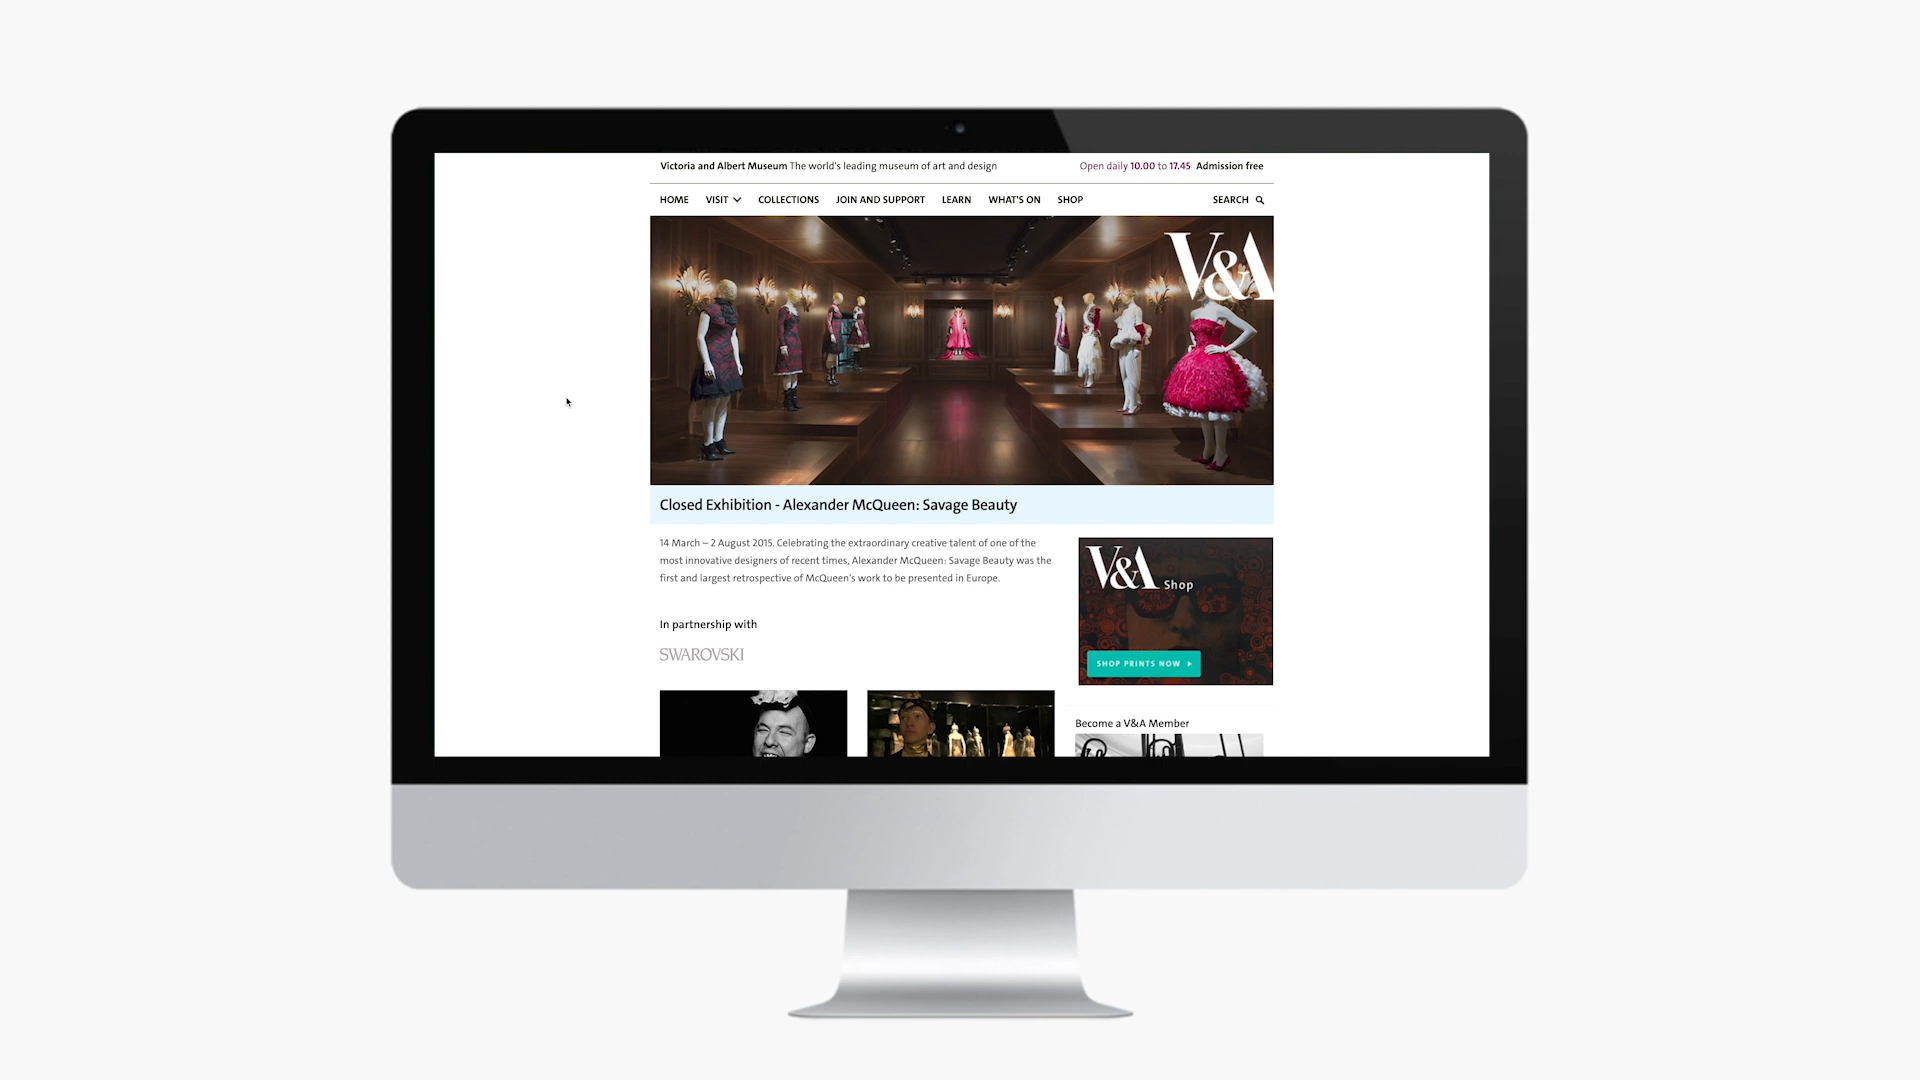 Victoria and Albert Museum The world's leading museum of art and design
Open daily 10.00 to 17.45 Admission free
HOME VISIT COLLECTIONS JOIN AND SUPPORT LEARN WHAT'S ON SHOP SEARCH
V&A
Closed Exhibition - Alexander McQueen: Savage Beauty
14 March – 2 August 2015. Celebrating the extraordinary creative talent of one of the
most innovative designers of recent times, Alexander McQueen: Savage Beauty was the
first and largest retrospective of McQueen's work to be presented in Europe.
In partnership with
SWAROVSKI
V&A Shop
SHOP PRINTS NOW
Become a V&A Member